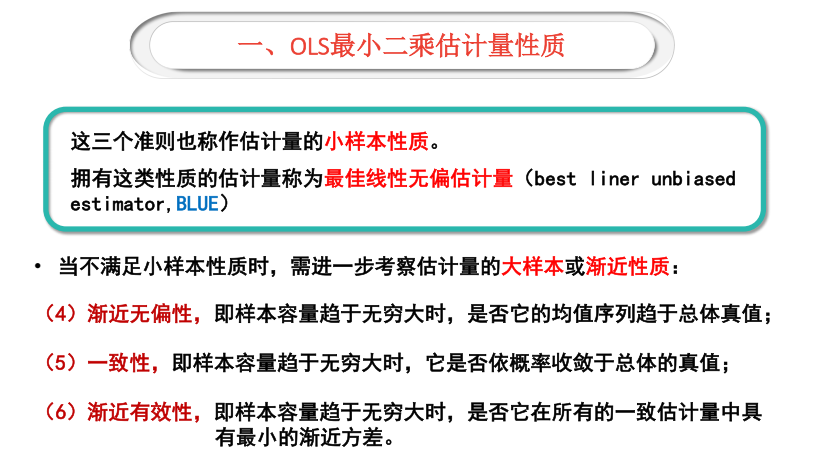 一、OLS最小二乘估计量性质
这三个准则也称作估计量的小样本性质。
拥有这类性质的估计量称为最佳线性无偏估计量（best liner unbiased
estimator,BLUE）
• 当不满足小样本性质时，需进一步考察估计量的大样本或渐近性质：
（4）渐近无偏性，即样本容量趋于无穷大时，是否它的均值序列趋于总体真值；
（5）一致性，即样本容量趋于无穷大时，它是否依概率收敛于总体的真值；
（6）渐近有效性，即样本容量趋于无穷大时，是否它在所有的一致估计量中具
有最小的渐近方差。